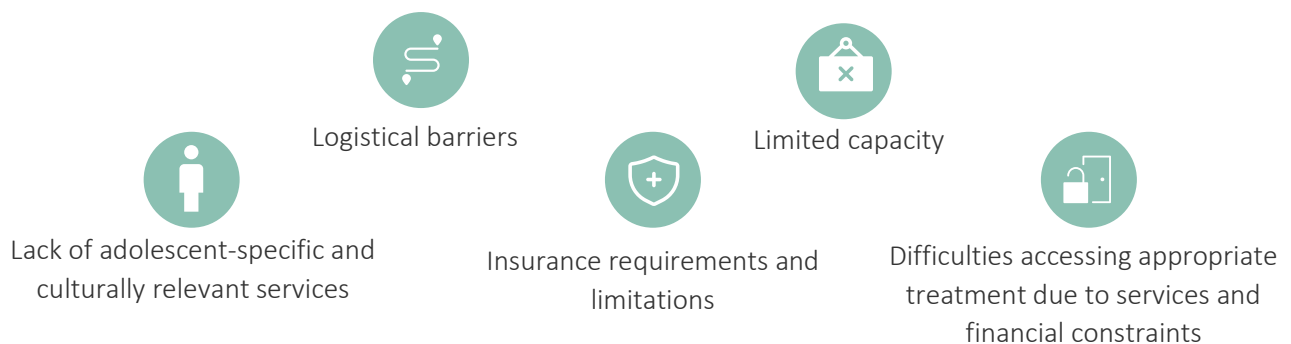 Logistical barriers
Limited capacity
Lack of adolescent-specific and
culturally relevant services
Insurance requirements and
limitations
Difficulties accessing appropriate
treatment due to services and
financial constraints